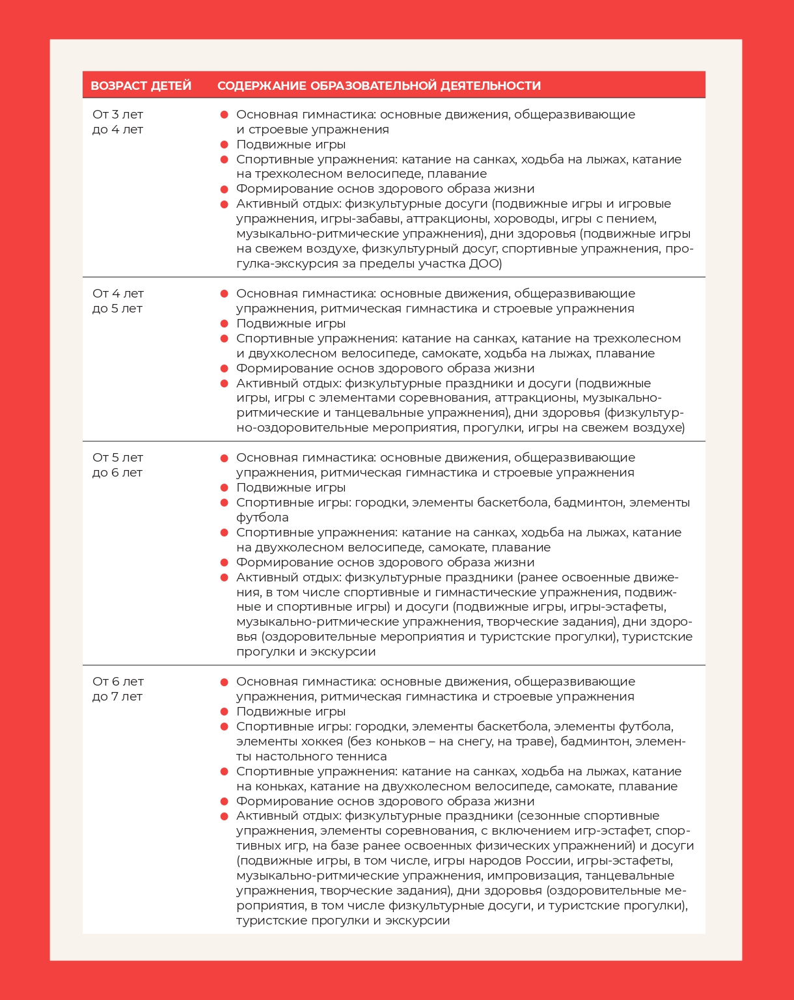 ВОЗРАСТ ДЕТЕЙ СОДЕРЖАНИЕ ОБРАЗОВАТЕЛЬНОЙ ДЕЯТЕЛЬНОСТИ
От 3 лет
до 4 лет
● Основная гимнастика: основные движения, общеразвивающие
и строевые упражнения
● Подвижные игры
● Спортивные упражнения: катание на санках, ходьба на лыжах, катание
на трехколесном велосипеде, плавание
● Формирование основ здорового образа жизни
● Активный отдых: физкультурные досуги (подвижные игры и игровые
упражнения, игры-забавы, аттракционы, хороводы, игры с пением,
музыкально-ритмические упражнения), дни здоровья (подвижные игры
на свежем воздухе, физкультурный досуг, спортивные упражнения, про-
гулка-экскурсия за пределы участка ДОО)
От 4 лет
до 5 лет
● Основная гимнастика: основные движения, общеразвивающие
упражнения, ритмическая гимнастика и строевые упражнения
● Подвижные игры
● Спортивные упражнения: катание на санках, катание на трехколесном
и двухколесном велосипеде, самокате, ходьба на лыжах, плавание
● Формирование основ здорового образа жизни
● Активный отдых: физкультурные праздники и досуги (подвижные
игры, игры с элементами соревнования, аттракционы, музыкально-
ритмические и танцевальные упражнения), дни здоровья (физкультур-
но-оздоровительные мероприятия, прогулки, игры на свежем воздухе)
От 5 лет
до 6 лет
● Основная гимнастика: основные движения, общеразвивающие
упражнения, ритмическая гимнастика и строевые упражнения
● Подвижные игры
● Спортивные игры: городки, элементы баскетбола, бадминтон, элементы
футбола
● Спортивные упражнения: катание на санках, ходьба на лыжах, катание
на двухколесном велосипеде, самокате, плавание
● Формирование основ здорового образа жизни
● Активный отдых: физкультурные праздники (ранее освоенные движе-
ния, в том числе спортивные и гимнастические упражнения, подвиж-
ные и спортивные игры) и досуги (подвижные игры, игры-эстафеты,
музыкально-ритмические упражнения, творческие задания), дни здоро-
вья (оздоровительные мероприятия и туристские прогулки), туристские
прогулки и экскурсии
От 6 лет
до 7 лет
● Основная гимнастика: основные движения, общеразвивающие
упражнения, ритмическая гимнастика и строевые упражнения
● Подвижные игры
● Спортивные игры: городки, элементы баскетбола, элементы футбола,
элементы хоккея (без коньков – на снегу, на траве), бадминтон, элемен-
ты настольного тенниса
● Спортивные упражнения: катание на санках, ходьба на лыжах, катание
на коньках, катание на двухколесном велосипеде, самокате, плавание
● Формирование основ здорового образа жизни
● Активный отдых: физкультурные праздники (сезонные спортивные
упражнения, элементы соревнования, с включением игр-эстафет, спор-
тивных игр, на базе ранее освоенных физических упражнений) и досуги
(подвижные игры, в том числе, игры народов России, игры-эстафеты,
музыкально-ритмические упражнения, импровизация, танцевальные
упражнения, творческие задания), дни здоровья (оздоровительные ме-
роприятия, в том числе физкультурные досуги, и туристские прогулки),
туристские прогулки и экскурсии